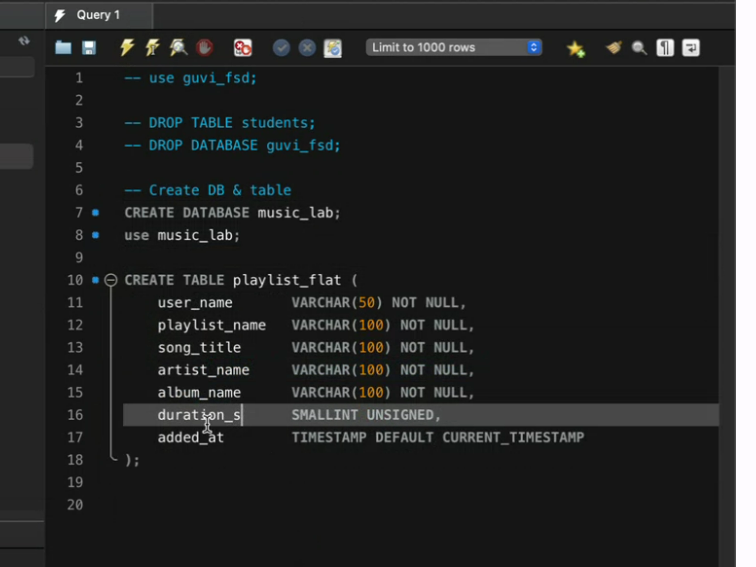 Query 1
Limit to 1000 rows
1 -- use guvi_fsd;
2
3 -- DROP TABLE students;
4 -- DROP DATABASE guvi_fsd;
5
6 -- Create DB & table
7 CREATE DATABASE music_lab;
8 use music_lab;
9
10 CREATE TABLE playlist_flat (
11 user_name VARCHAR(50) NOT NULL,
12 playlist_name VARCHAR(100) NOT NULL,
13 song_title VARCHAR(100) NOT NULL,
14 artist_name VARCHAR(100) NOT NULL,
15 album_name VARCHAR(100) NOT NULL,
16 duration_s SMALLINT UNSIGNED,
17 added_at TIMESTAMP DEFAULT CURRENT_TIMESTAMP
18 );
19
20